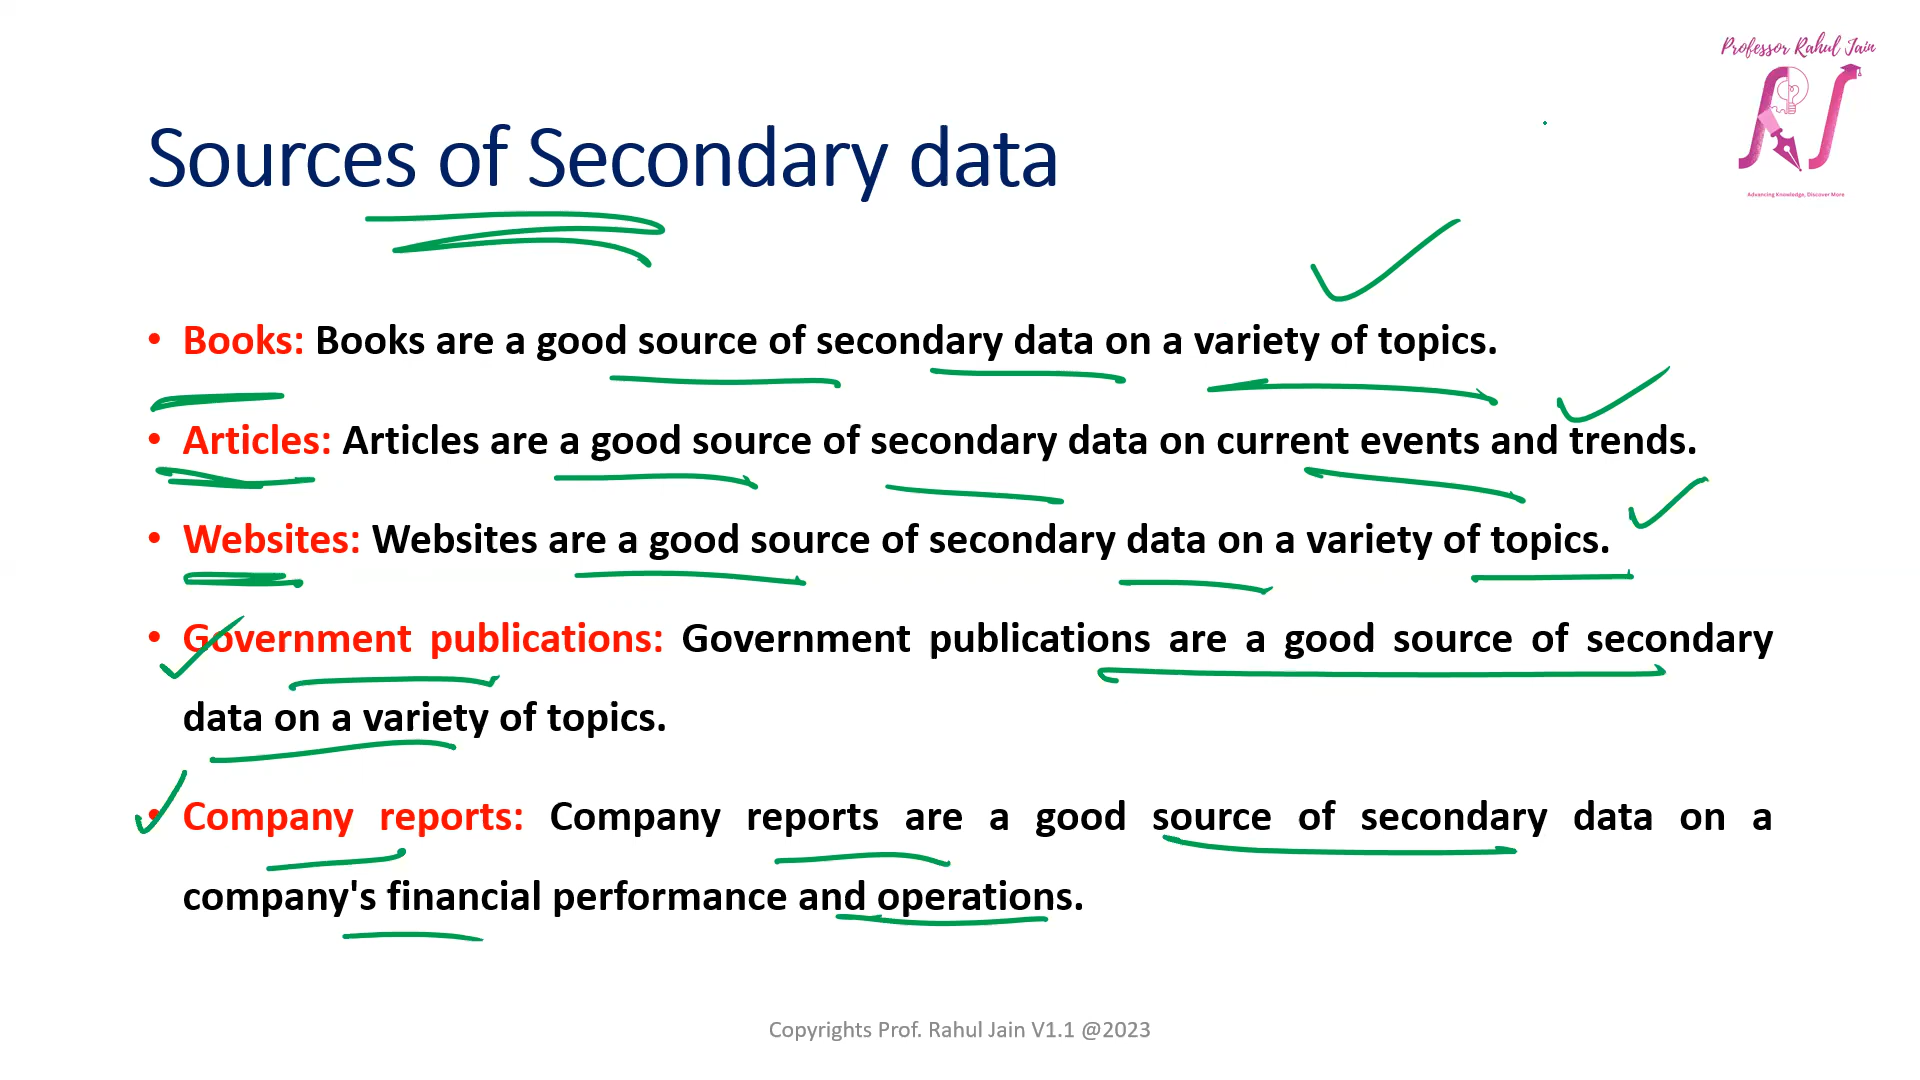 Professor Rahul Jain
Advancing Knowledge, Discover More
Sources of Secondary data
• Books: Books are a good source of secondary data on a variety of topics.
• Articles: Articles are a good source of secondary data on current events and trends.
• Websites: Websites are a good source of secondary data on a variety of topics.
• Government publications: Government publications are a good source of secondary
data on a variety of topics.
• Company reports: Company reports are a good source of secondary data on a
company's financial performance and operations.
Copyrights Prof. Rahul Jain V1.1 @2023